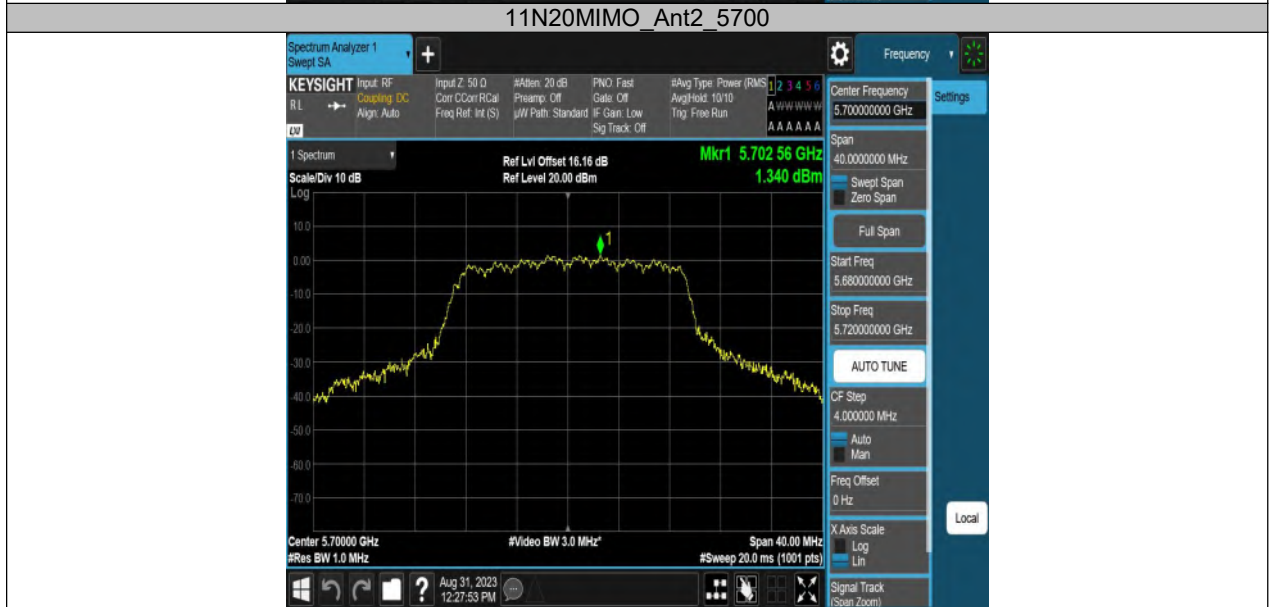 11N20MIMO_Ant2_5700
Spectrum Analyzer 1
Swept SA
+
Frequency
KEYSIGHT
RL
LXI
Input: RF
Coupling: DC
Align: Auto
Input Z: 50 Ω
Corr CCorr RCal
Freq Ref: Int (S)
#Atten: 20 dB
Preamp: Off
µW Path: Standard
PNO: Fast
Gate: Off
IF Gain: Low
Sig Track: Off
#Avg Type: Power (RMS
Avg|Hold: 10/10
Trig: Free Run
1 2 3 4 5 6
A W W W W W
A A A A A A
1 Spectrum
Scale/Div 10 dB
Log
Ref Lvl Offset 16.16 dB
Ref Level 20.00 dBm
Mkr1 5.702 56 GHz
1.340 dBm
1
10.0
0.00
-10.0
-20.0
-30.0
-40.0
-50.0
-60.0
-70.0
Center 5.70000 GHz
#Res BW 1.0 MHz
#Video BW 3.0 MHz*
Span 40.00 MHz
#Sweep 20.0 ms (1001 pts)
Center Frequency
5.700000000 GHz
Settings
Span
40.0000000 MHz
Swept Span
Zero Span
Full Span
Start Freq
5.680000000 GHz
Stop Freq
5.720000000 GHz
AUTO TUNE
CF Step
4.000000 MHz
Auto
Man
Freq Offset
0 Hz
Local
X Axis Scale
Log
Lin
Signal Track
(Span Zoom)
?
Aug 31, 2023
12:27:53 PM